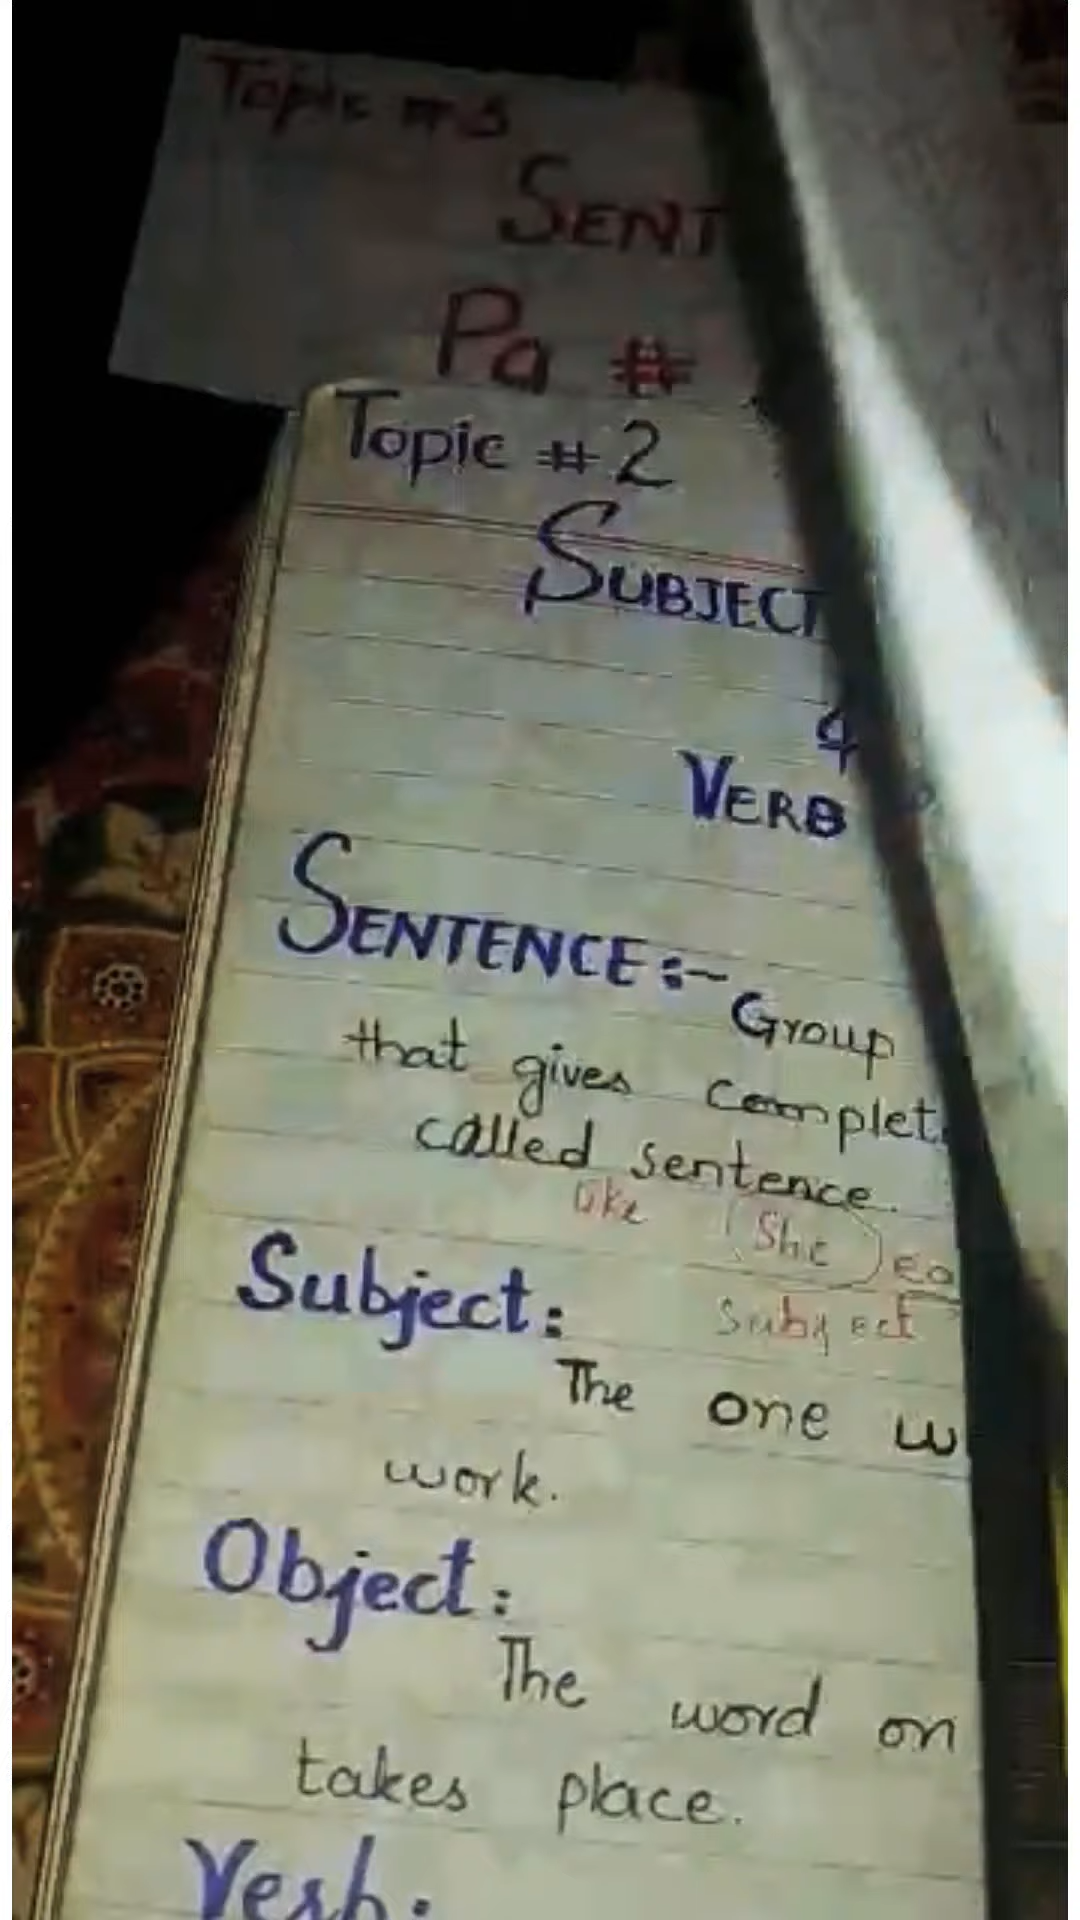 Topic # 3
SENT
Pa #
Topic # 2
SUBJECT
&
VERB
SENTENCE :- Group
that gives complet
called sentence.
like She ea
subject
Subject:
The one w
work.
Object:
The word on
takes place.
Verb: